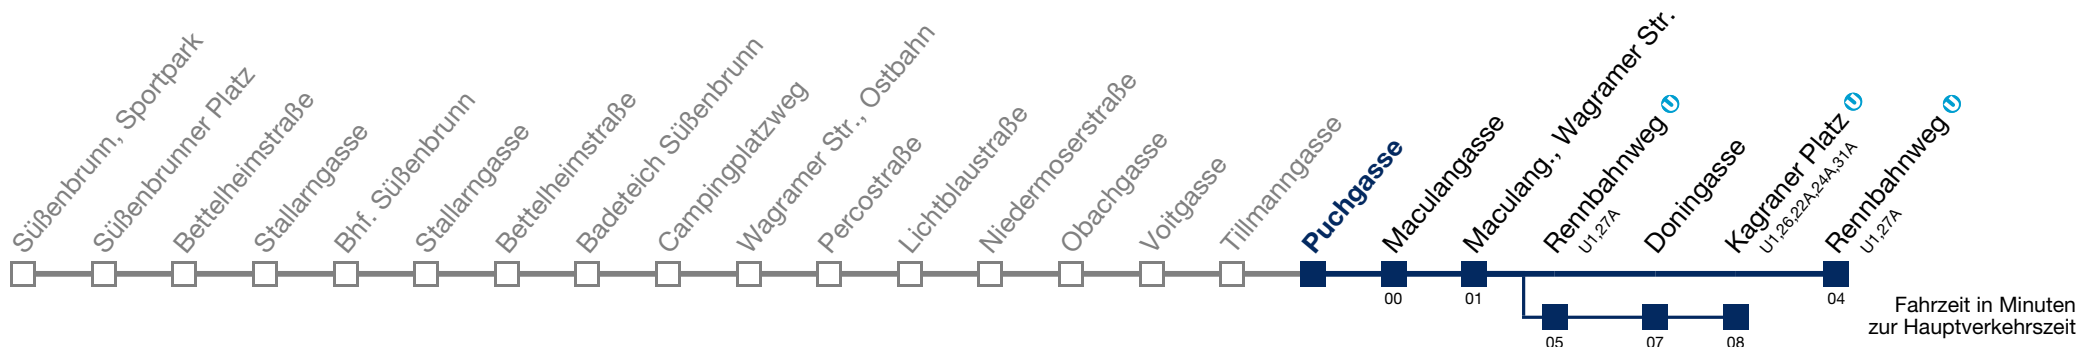 Süßenbrunn, Sportpark
Süßenbrunner Platz
Bettelheimstraße
Stallarngasse
Bhf. Süßenbrunn
Stallarngasse
Bettelheimstraße
Badeteich Süßenbrunn
Campingplatzweg
Wagramer Str., Ostbahn
Percostraße
Lichtblaustraße
Niedermoserstraße
Obachgasse
Voitgasse
Tillmanngasse
Puchgasse
Maculangasse
Maculang., Wagramer Str.
Rennbahnweg U
U1,27A
Doningasse
Kagraner Platz U
U1,26,22A,24A,31A
Rennbahnweg U
U1,27A
00
01
04
05
07
08
Fahrzeit in Minuten
zur Hauptverkehrszeit